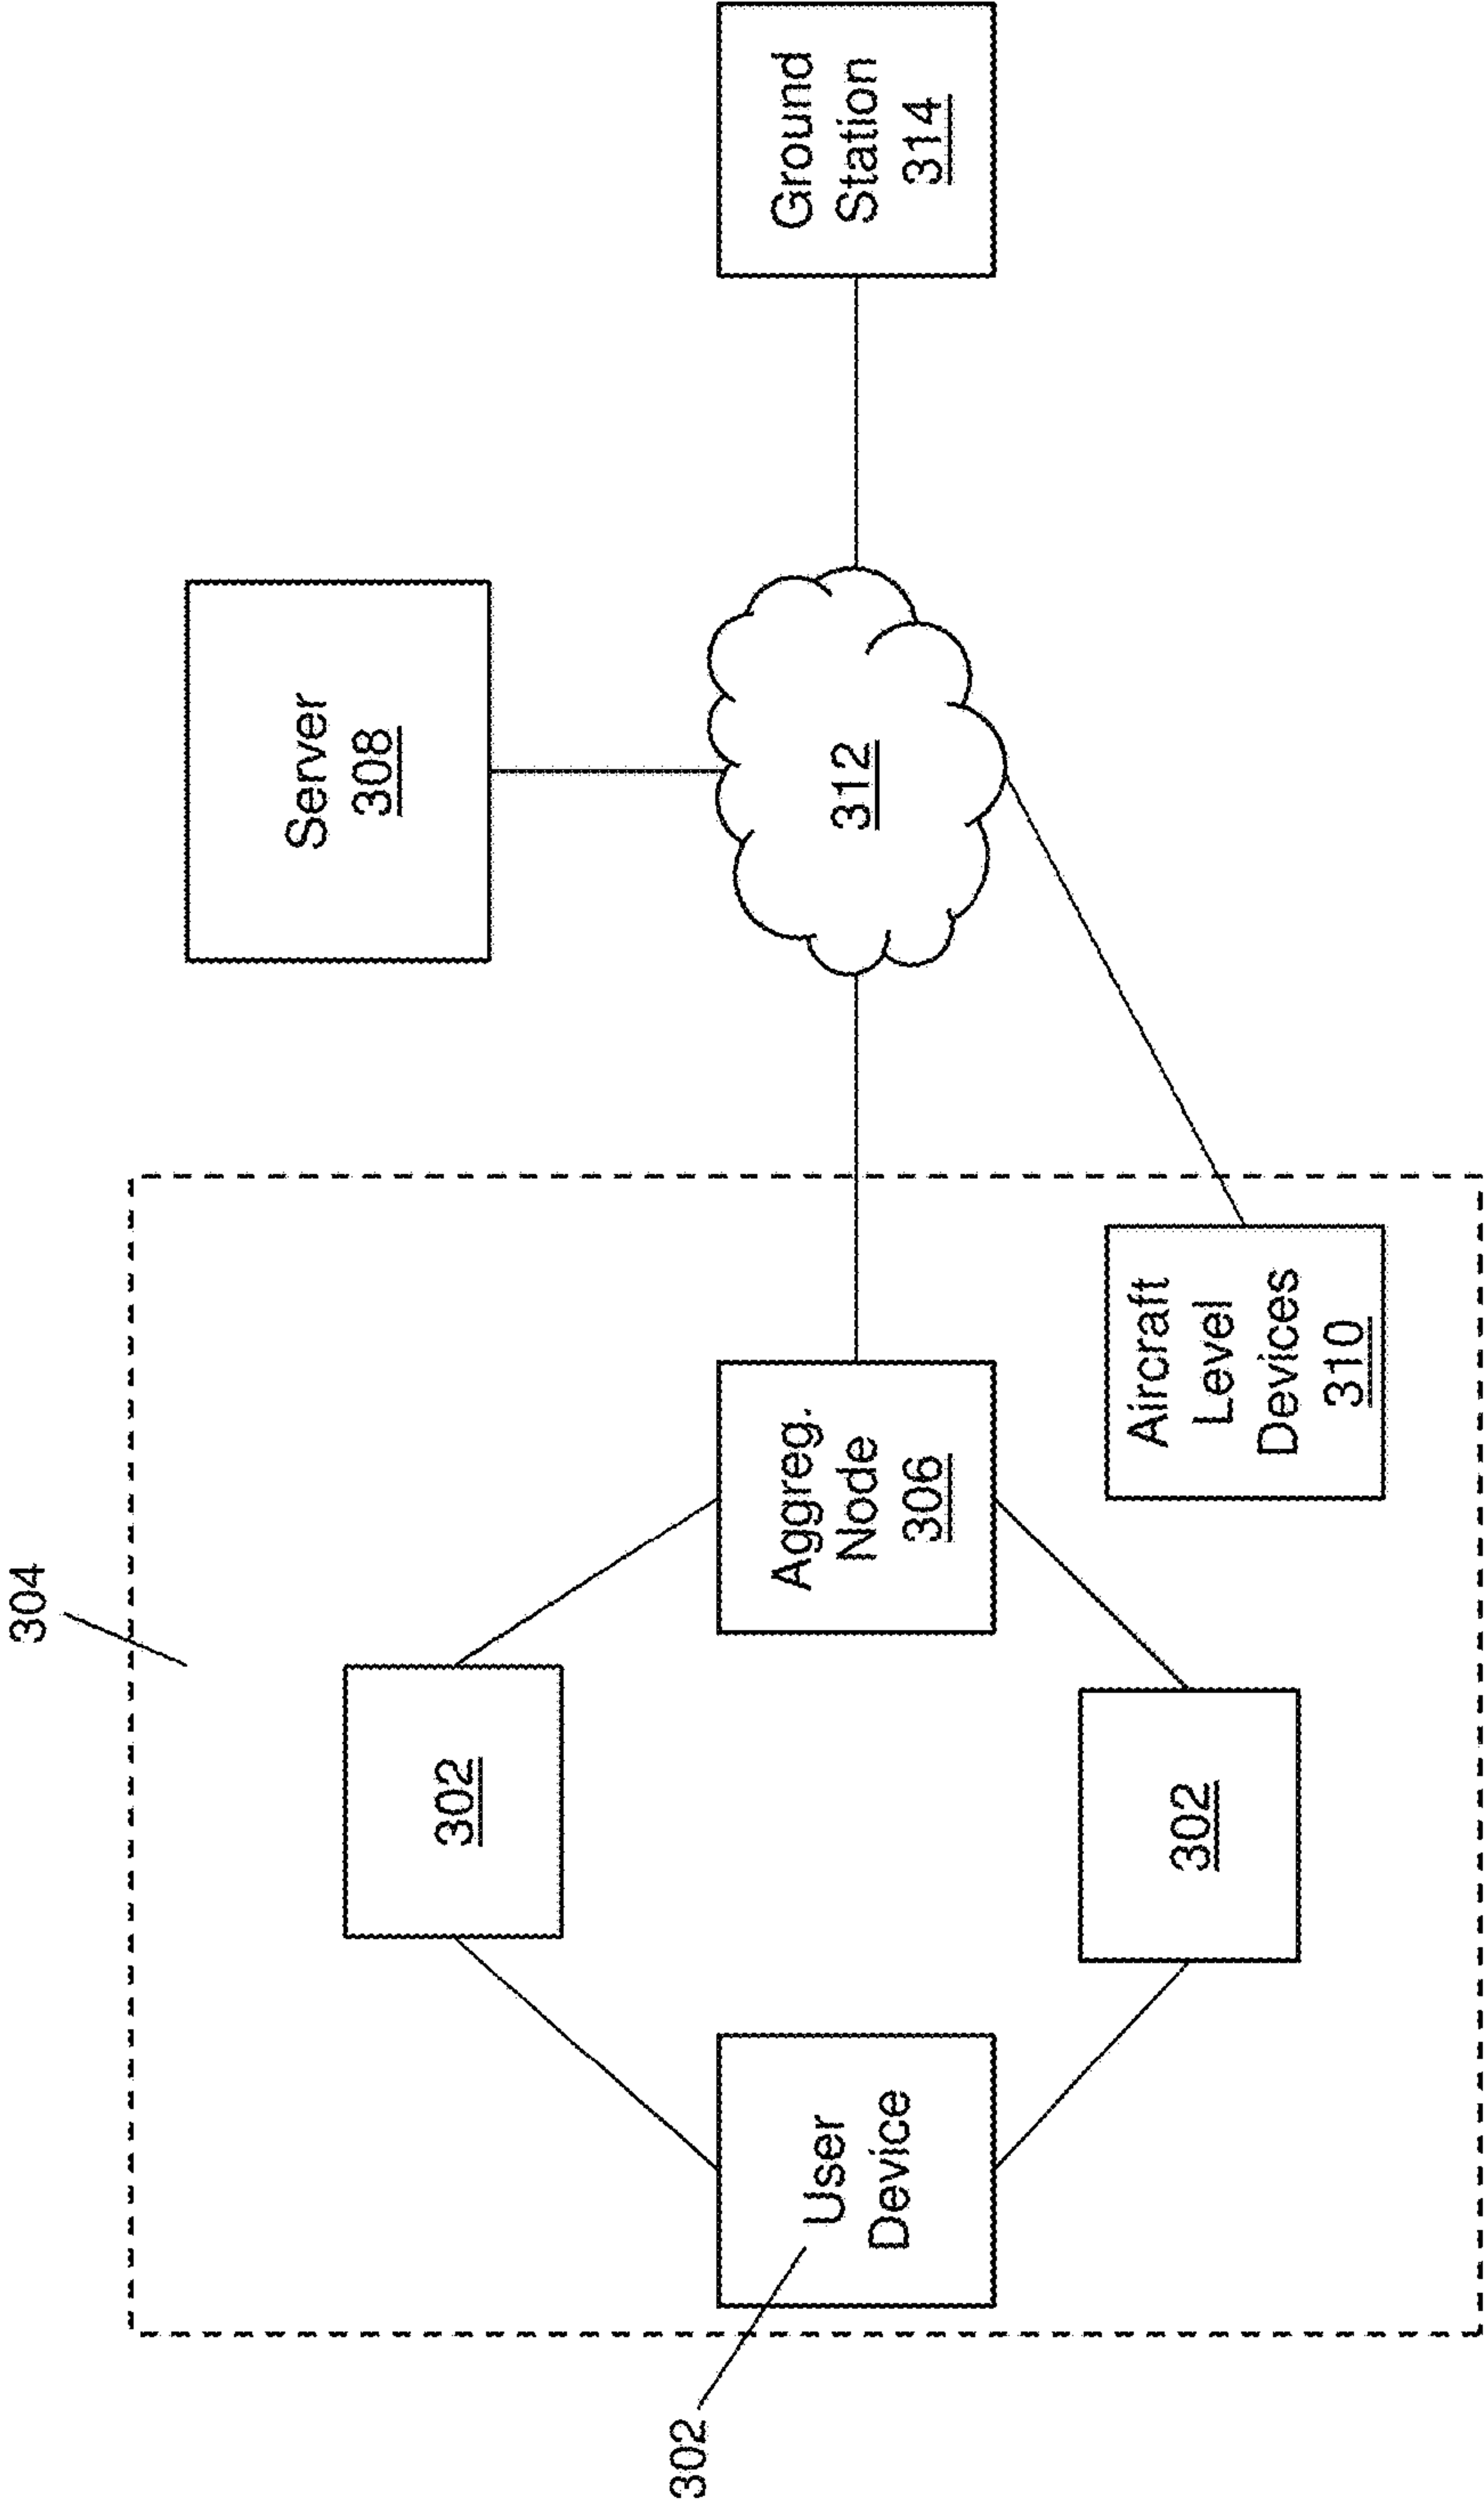 304
Server
308
302
302
User
Device
Aggreg.
Node
306
312
Ground
Station
314
302
Aircraft
Level
Devices
310